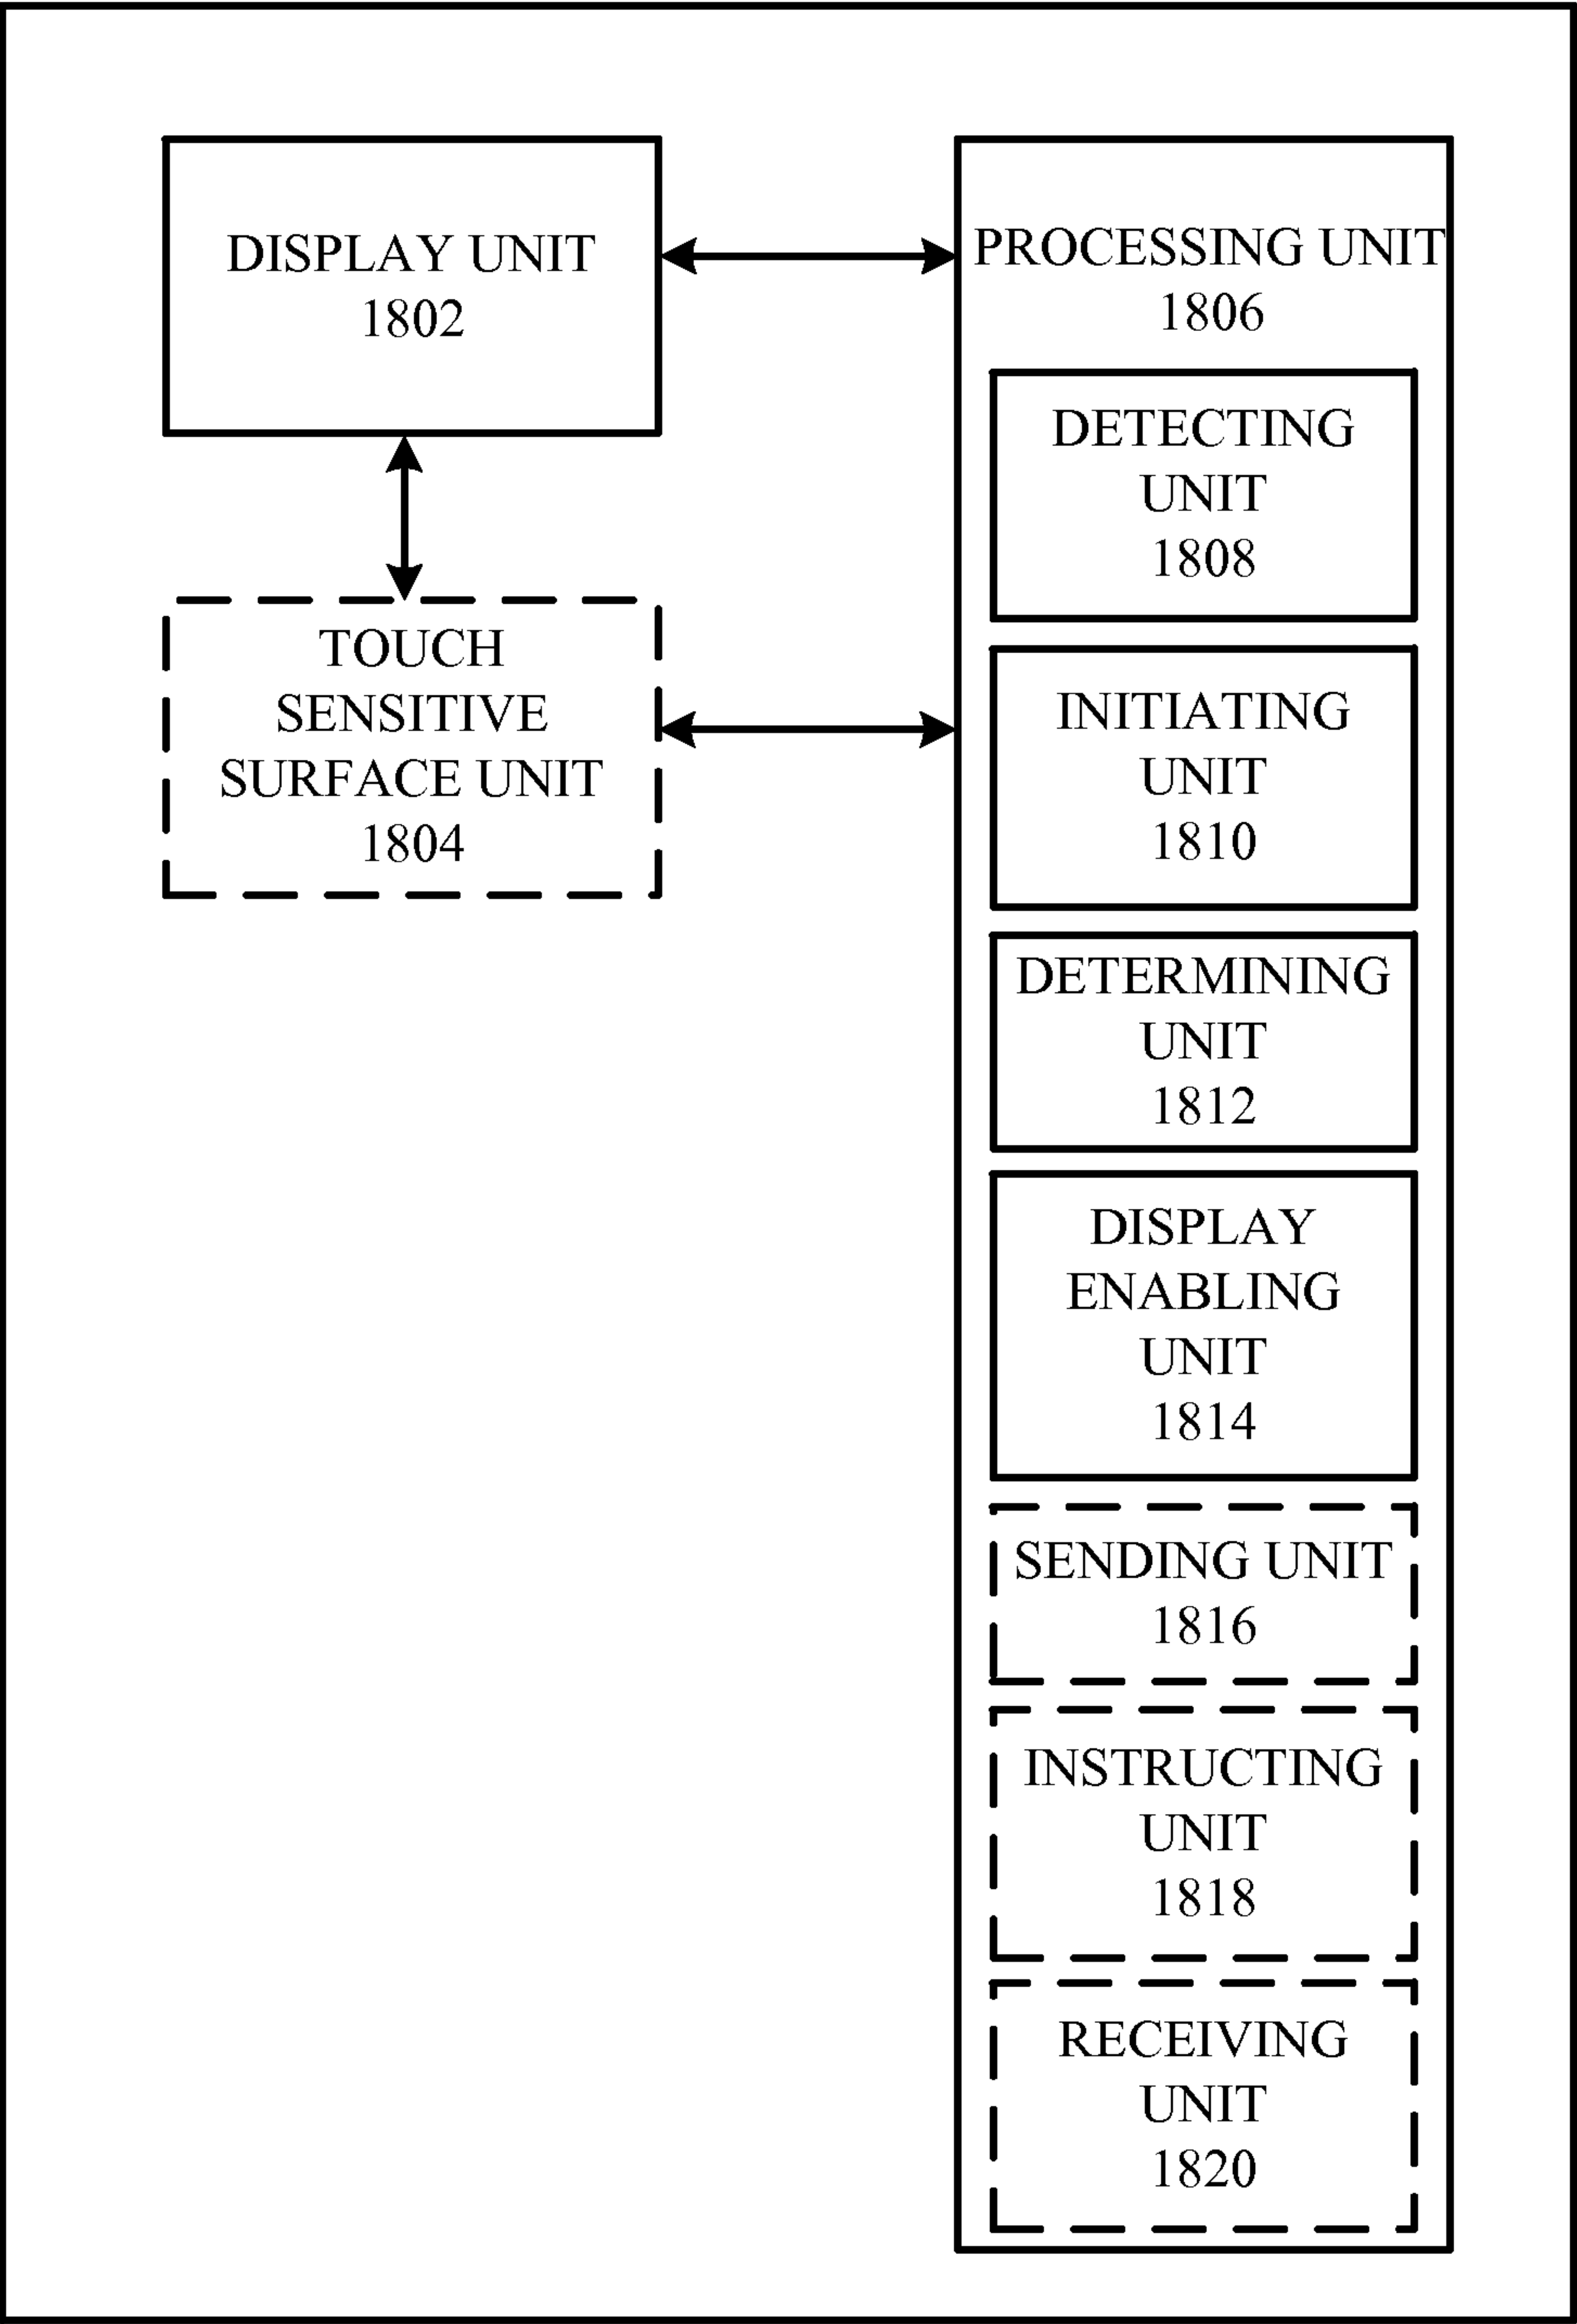 DISPLAY UNIT
1802
TOUCH
SENSITIVE
SURFACE UNIT
1804
PROCESSING UNIT
1806
DETECTING
UNIT
1808
INITIATING
UNIT
1810
DETERMINING
UNIT
1812
DISPLAY
ENABLING
UNIT
1814
SENDING UNIT
1816
INSTRUCTING
UNIT
1818
RECEIVING
UNIT
1820